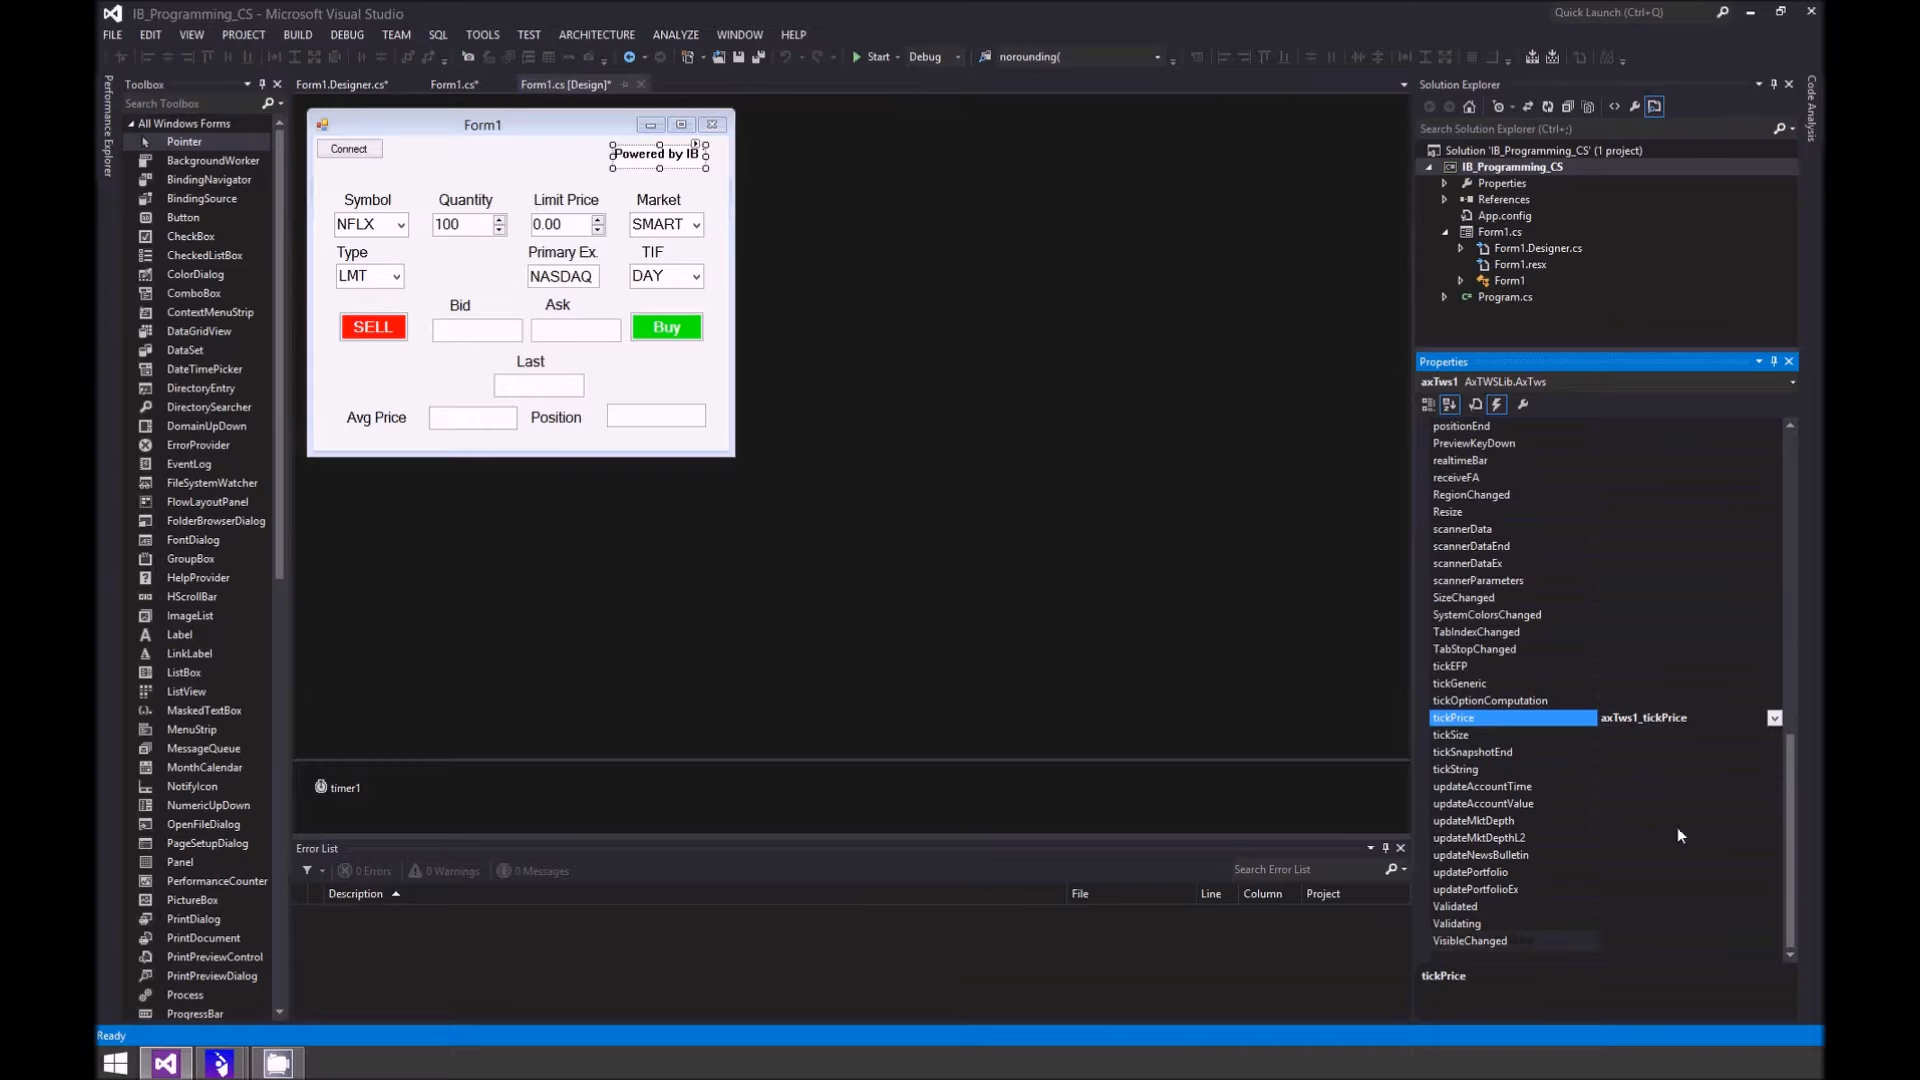 IB_Programming_CS - Microsoft Visual Studio
Quick Launch (Ctrl+Q)
FILE EDIT VIEW PROJECT BUILD DEBUG TEAM SQL TOOLS TEST ARCHITECTURE ANALYZE WINDOW HELP
Start Debug norounding(
Performance Explorer
Toolbox
Search Toolbox
All Windows Forms
Pointer
BackgroundWorker
BindingNavigator
BindingSource
Button
CheckBox
CheckedListBox
ColorDialog
ComboBox
ContextMenuStrip
DataGridView
DataSet
DateTimePicker
DirectoryEntry
DirectorySearcher
DomainUpDown
ErrorProvider
EventLog
FileSystemWatcher
FlowLayoutPanel
FolderBrowserDialog
FontDialog
GroupBox
HelpProvider
HScrollBar
ImageList
Label
LinkLabel
ListBox
ListView
MaskedTextBox
MenuStrip
MessageQueue
MonthCalendar
NotifyIcon
NumericUpDown
OpenFileDialog
PageSetupDialog
Panel
PerformanceCounter
PictureBox
PrintDialog
PrintDocument
PrintPreviewControl
PrintPreviewDialog
Process
ProgressBar
Form1.Designer.cs* Form1.cs* Form1.cs [Design]*
Form1
Connect
Powered by IB
Symbol Quantity Limit Price Market
NFLX 100 0.00 SMART
Type Primary Ex. TIF
LMT NASDAQ DAY
Bid Ask
SELL Buy
Last
Avg Price Position
timer1
Error List
0 Errors 0 Warnings 0 Messages Search Error List
Description File Line Column Project
Solution Explorer
Search Solution Explorer (Ctrl+;)
Solution 'IB_Programming_CS' (1 project)
IB_Programming_CS
Properties
References
App.config
Form1.cs
Form1.Designer.cs
Form1.resx
Form1
Program.cs
Code Analysis
Properties
axTws1 AxTWSLib.AxTws
positionEnd
PreviewKeyDown
realtimeBar
receiveFA
RegionChanged
Resize
scannerData
scannerDataEnd
scannerDataEx
scannerParameters
SizeChanged
SystemColorsChanged
TabIndexChanged
TabStopChanged
tickEFP
tickGeneric
tickOptionComputation
tickPrice axTws1_tickPrice
tickSize
tickSnapshotEnd
tickString
updateAccountTime
updateAccountValue
updateMktDepth
updateMktDepthL2
updateNewsBulletin
updatePortfolio
updatePortfolioEx
Validated
Validating
VisibleChanged
tickPrice
Ready